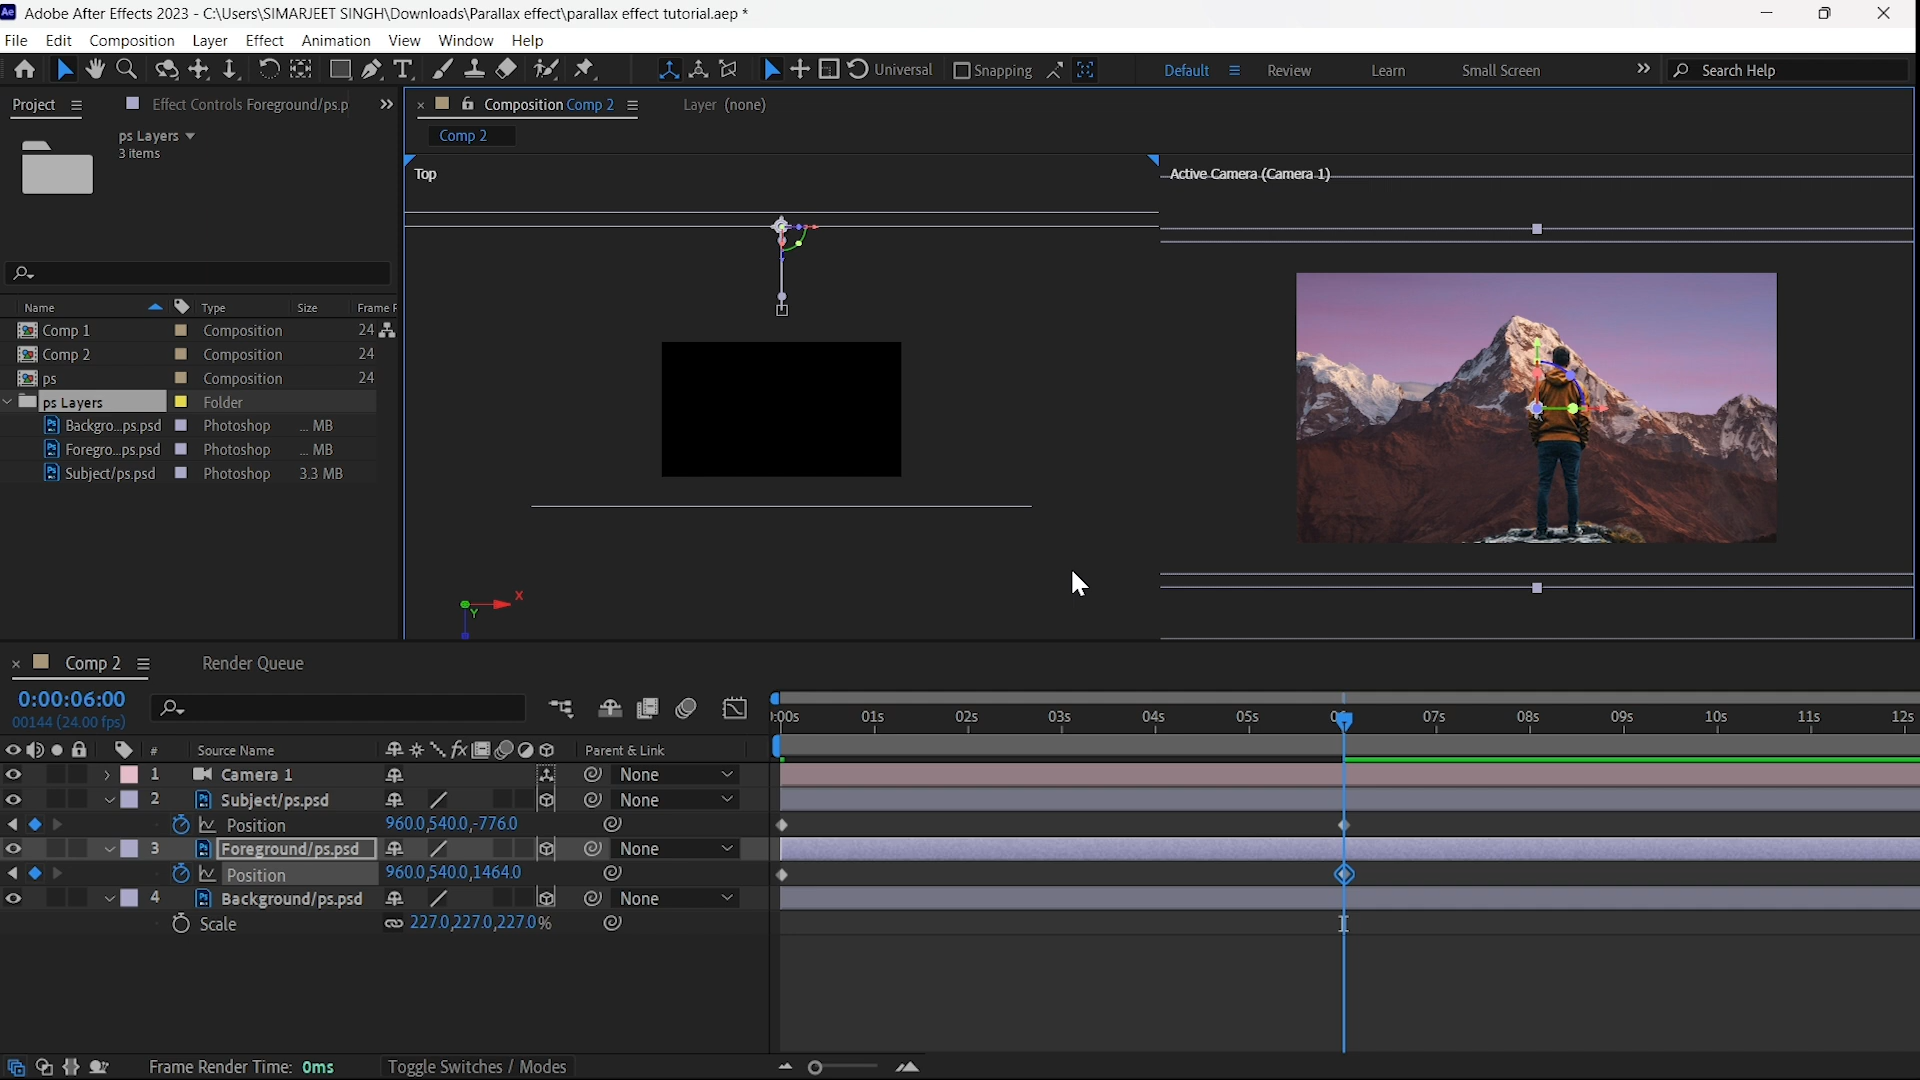 Ae Adobe After Effects 2023 - C:\Users\SIMARJEET SINGH\Downloads\Parallax effect\parallax effect tutorial.aep *
File Edit Composition Layer Effect Animation View Window Help
Universal Snapping Default Review Learn Small Screen Search Help
Project Effect Controls Foreground/ps.p
Composition Comp 2 Layer (none)
ps Layers
3 items
Comp 2
Top
Active Camera (Camera 1)
Name Type Size Frame R
Comp 1 Composition 24
Comp 2 Composition 24
ps Composition 24
ps Layers Folder
Backgro...ps.psd Photoshop ... MB
Foregro...ps.psd Photoshop ... MB
Subject/ps.psd Photoshop 3.3 MB
X
Y
Comp 2 Render Queue
0:00:06:00
00144 (24.00 fps)
):00s 01s 02s 03s 04s 05s 07s 08s 09s 10s 11s 12s
# Source Name Parent & Link
1 Camera 1 None
2 Subject/ps.psd None
Position 960.0,540.0,-776.0
3 Foreground/ps.psd None
Position 960.0,540.0,1464.0
4 Background/ps.psd None
Scale 227.0,227.0,227.0%
Frame Render Time: 0ms Toggle Switches / Modes